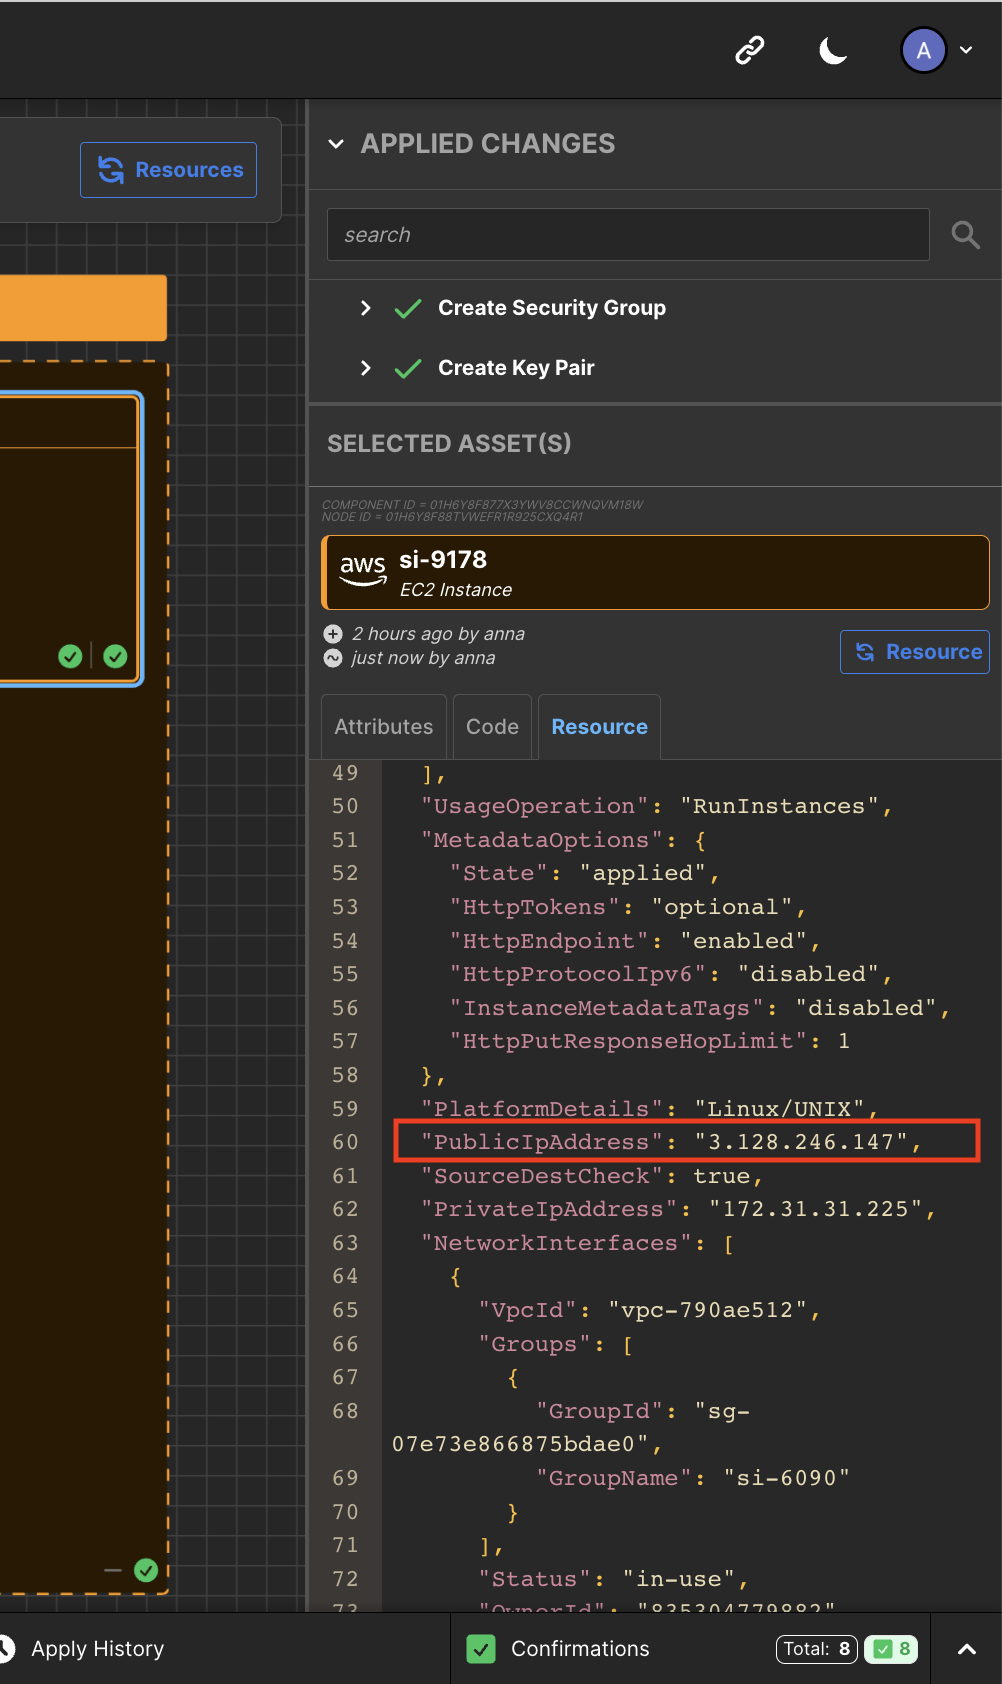 A
Resources
APPLIED CHANGES
search
Create Security Group
Create Key Pair
SELECTED ASSET(S)
COMPONENT ID = 01H6Y8F877X3YWV8CCWNQVM18W
NODE ID = 01H6Y8F88TVWEFR1R925CXQ4R1
aws
si-9178
EC2 Instance
2 hours ago by anna
just now by anna
Resource
Attributes
Code
Resource
49 ],
50 "UsageOperation": "RunInstances",
51 "MetadataOptions": {
52 "State": "applied",
53 "HttpTokens": "optional",
54 "HttpEndpoint": "enabled",
55 "HttpProtocolIpv6": "disabled",
56 "InstanceMetadataTags": "disabled",
57 "HttpPutResponseHopLimit": 1
58 },
59 "PlatformDetails": "Linux/UNIX",
60 "PublicIpAddress": "3.128.246.147",
61 "SourceDestCheck": true,
62 "PrivateIpAddress": "172.31.31.225",
63 "NetworkInterfaces": [
64 {
65 "VpcId": "vpc-790ae512",
66 "Groups": [
67 {
68 "GroupId": "sg-
07e73e866875bdae0",
69 "GroupName": "si-6090"
70 }
71 ],
72 "Status": "in-use",
73 "OwnerId": "835304779882"
Apply History
Confirmations
Total: 8
8